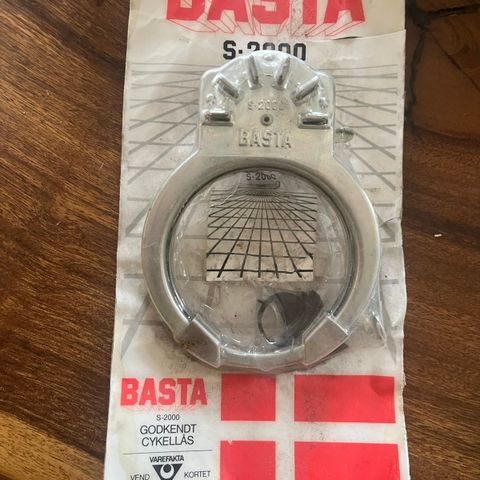 BASTA
S-2000
S-2000
BASTA
S-2000
BASTA
S-2000
GODKENDT
CYKELLÅS
VAREFAKTA
VEND KORTET